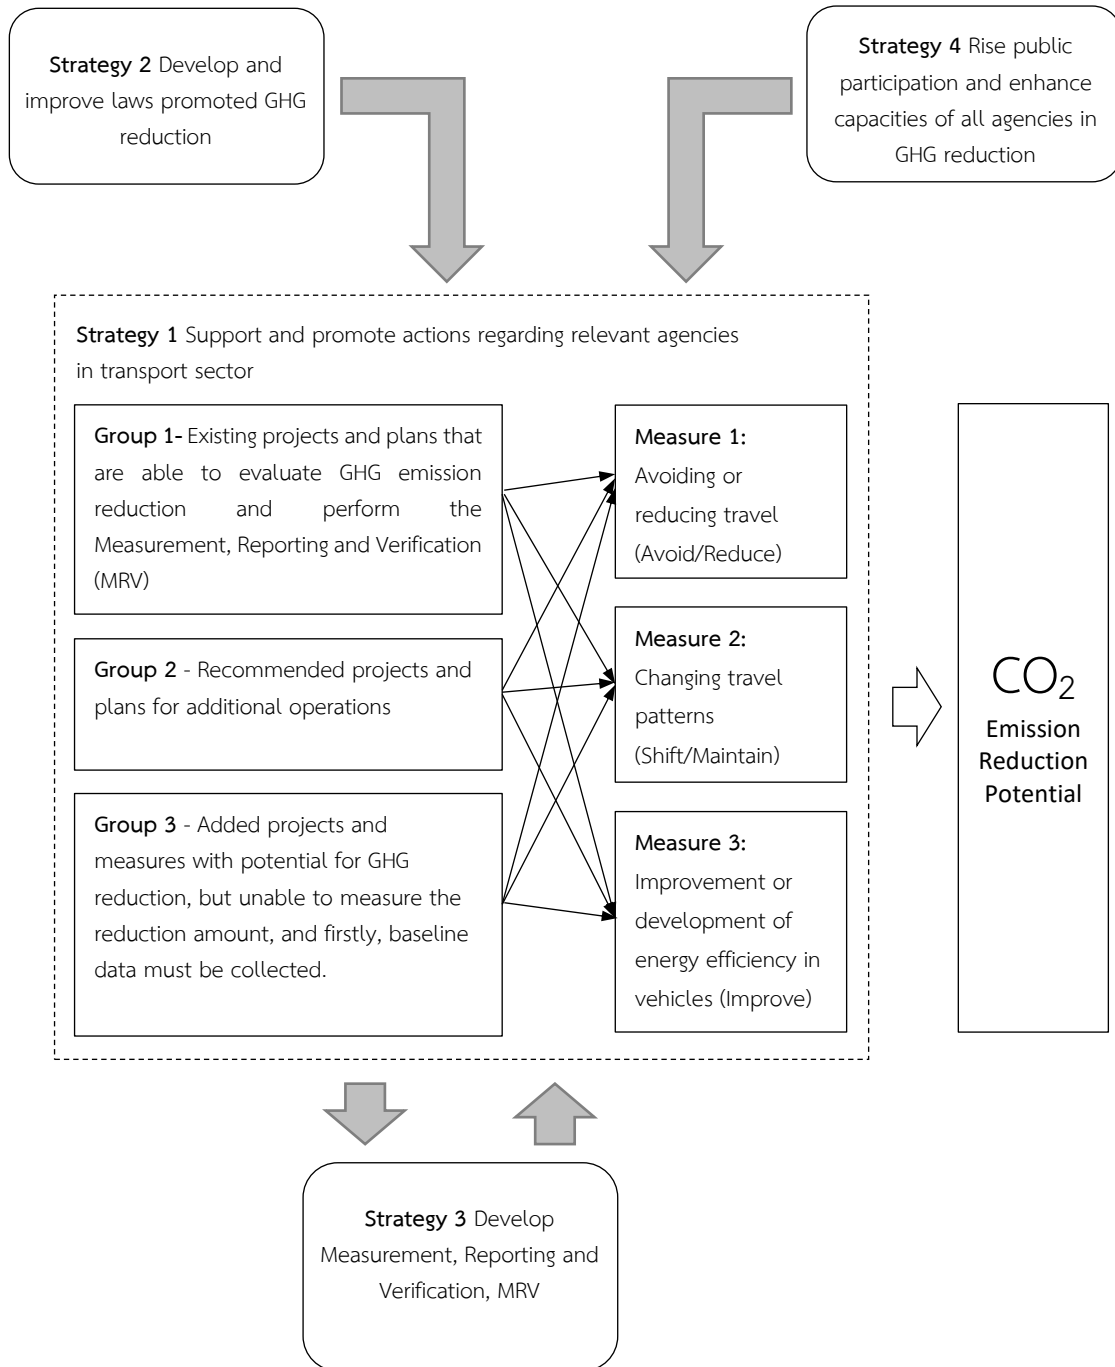 Strategy 2 Develop and
improve laws promoted GHG
reduction
Strategy 4 Rise public
participation and enhance
capacities of all agencies in
GHG reduction
Strategy 1 Support and promote actions regarding relevant agencies
in transport sector
Group 1- Existing projects and plans that
are able to evaluate GHG emission
reduction and perform the
Measurement, Reporting and Verification
(MRV)
Group 2 - Recommended projects and
plans for additional operations
Group 3 - Added projects and
measures with potential for GHG
reduction, but unable to measure the
reduction amount, and firstly, baseline
data must be collected.
Measure 1:
Avoiding or
reducing travel
(Avoid/Reduce)
Measure 2:
Changing travel
patterns
(Shift/Maintain)
Measure 3:
Improvement or
development of
energy efficiency in
vehicles (Improve)
CO₂
Emission
Reduction
Potential
Strategy 3 Develop
Measurement, Reporting and
Verification, MRV